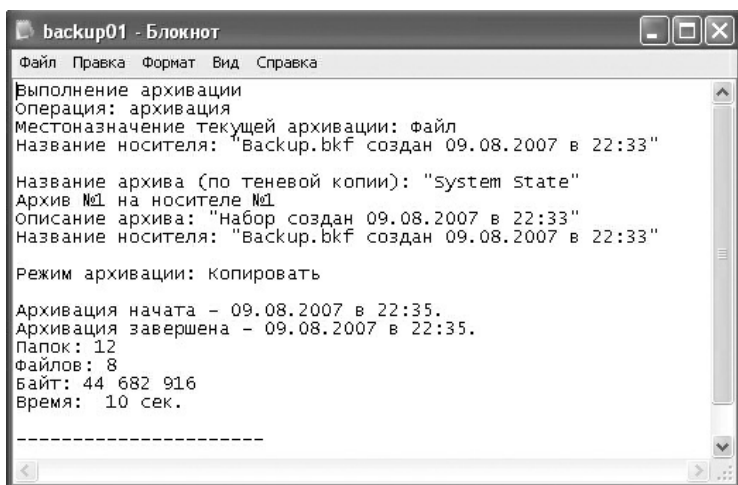 backup01 - Блокнот
Файл Правка Формат Вид Справка
Выполнение архивации
Операция: архивация
Местоназначение текущей архивации: Файл
Название носителя: "Backup.bkf создан 09.08.2007 в 22:33"
Название архива (по теневой копии): "System State"
Архив №1 на носителе №1
Описание архива: "Набор создан 09.08.2007 в 22:33"
Название носителя: "Backup.bkf создан 09.08.2007 в 22:33"
Режим архивации: Копировать
Архивация начата – 09.08.2007 в 22:35.
Архивация завершена – 09.08.2007 в 22:35.
Папок: 12
Файлов: 8
Байт: 44 682 916
Время:  10 сек.
----------------------